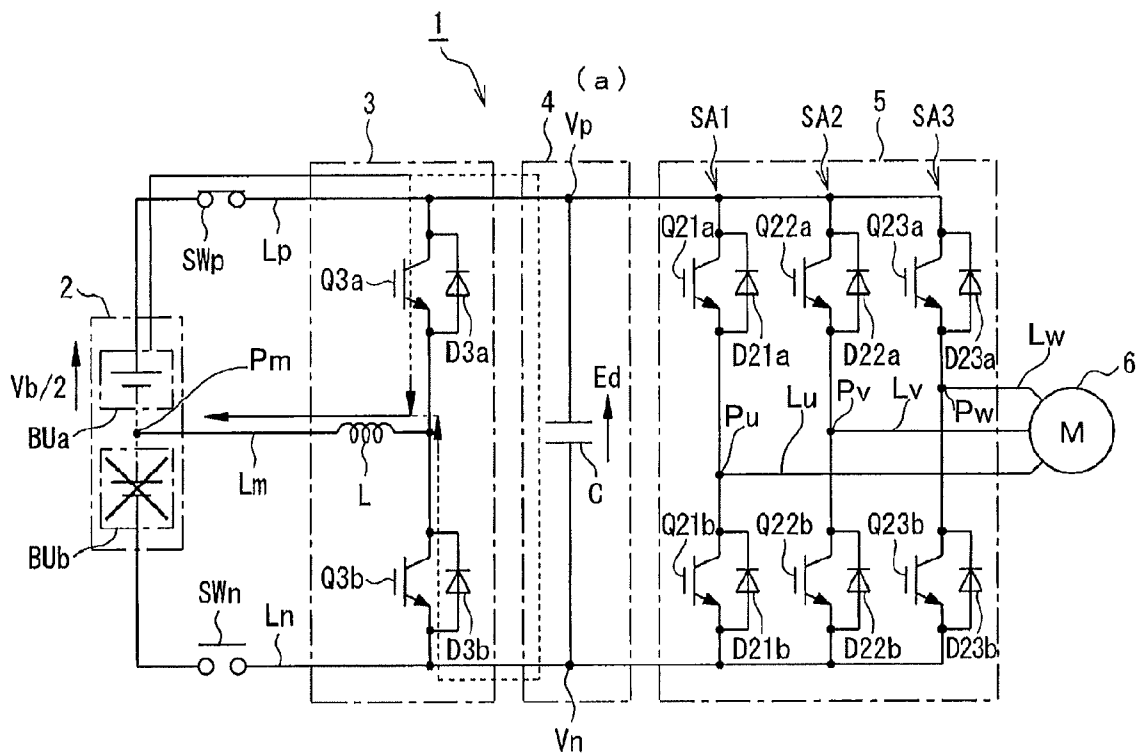 1
(a)
3
4
Vp
SA1
SA2
5
SA3
SWp
Lp
Q3a
D3a
Q21a
Q22a
Q23a
D21a
D22a
D23a
2
Vb/2
BUa
Pm
Lm
L
Ed
C
Pu
Lu
Pv
Lv
Pw
Lw
6
M
BUb
SWn
Ln
Q3b
D3b
Q21b
Q22b
Q23b
D21b
D22b
D23b
Vn